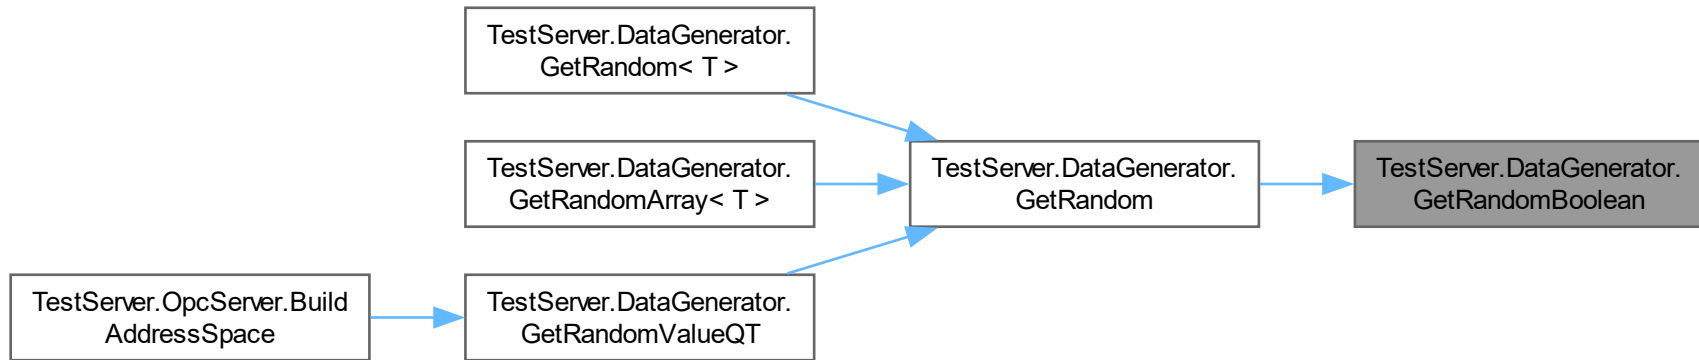 TestServer.DataGenerator.
GetRandom< T >
TestServer.DataGenerator.
GetRandomArray< T >
TestServer.DataGenerator.
GetRandom
TestServer.DataGenerator.
GetRandomBoolean
TestServer.OpcServer.Build
AddressSpace
TestServer.DataGenerator.
GetRandomValueQT